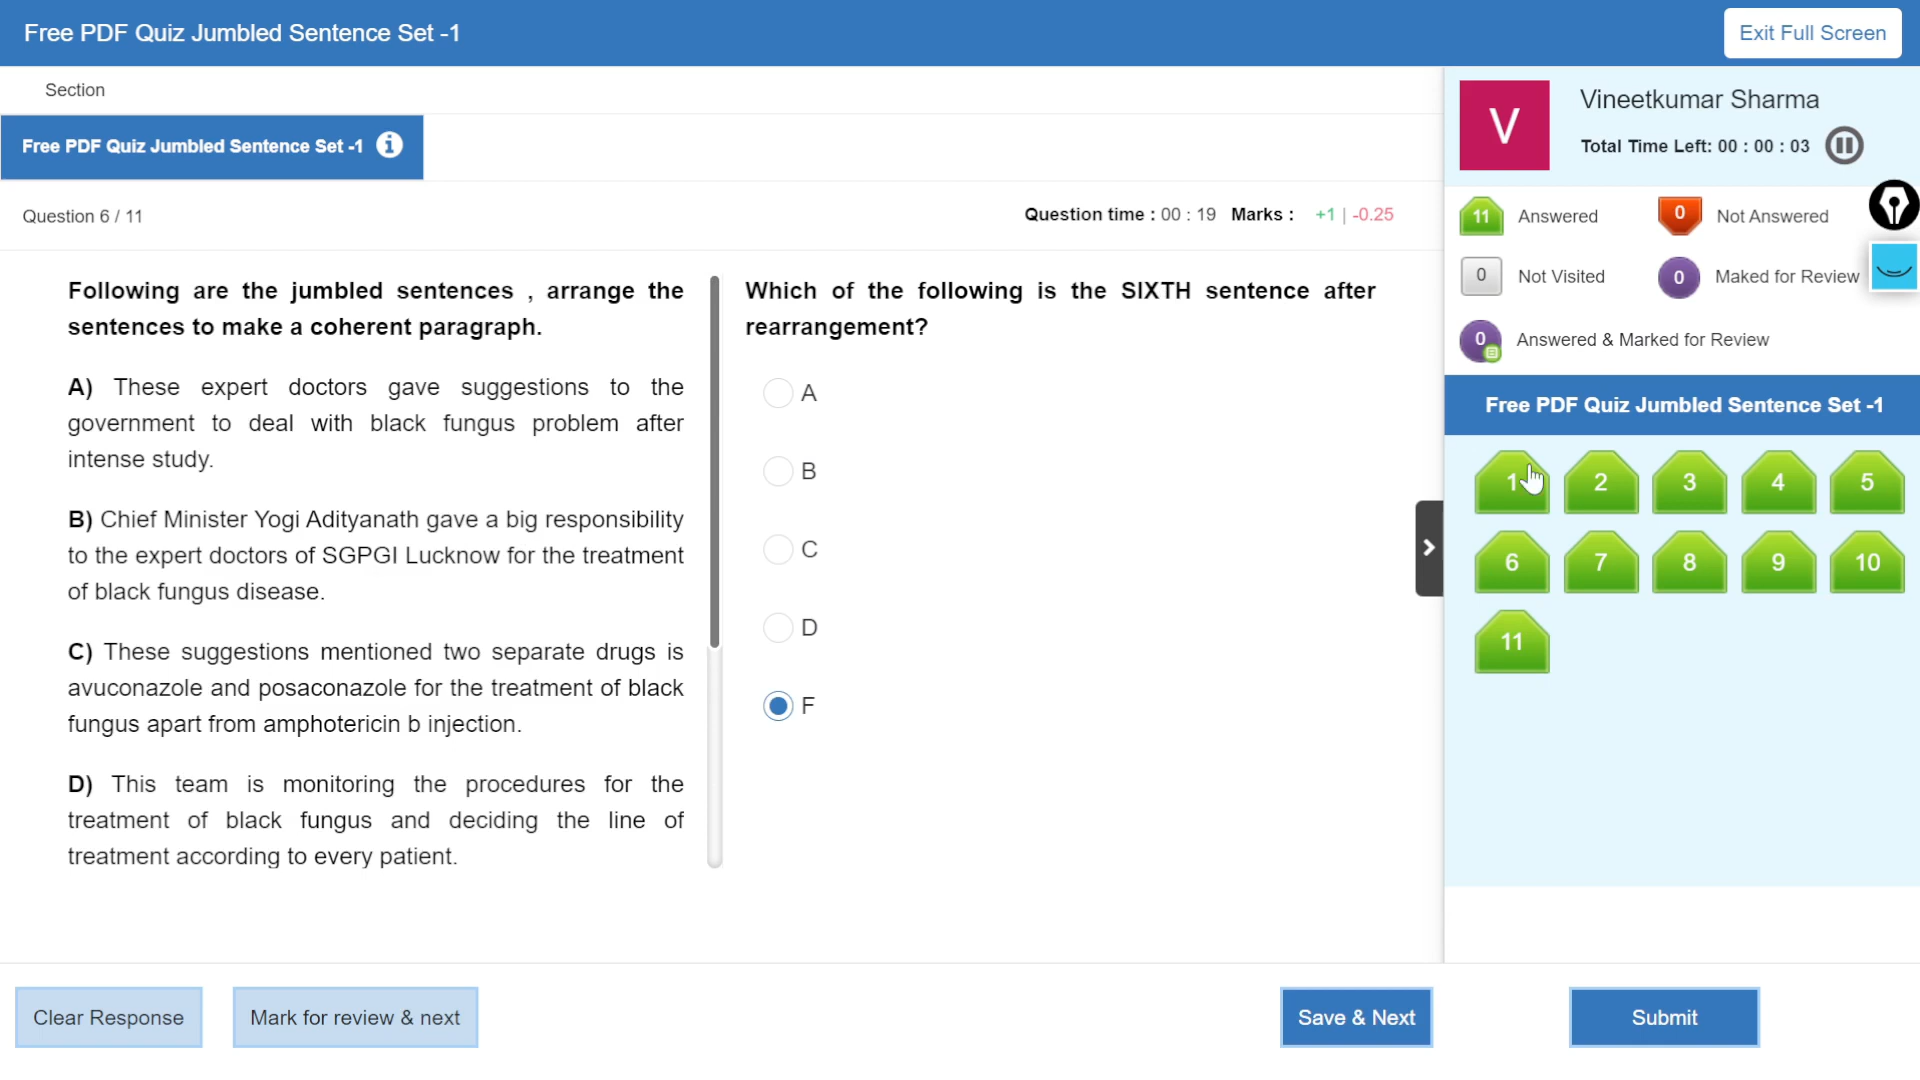 Free PDF Quiz Jumbled Sentence Set -1
Exit Full Screen
Section
Free PDF Quiz Jumbled Sentence Set -1 i
Question 6 / 11
Question time : 00 : 19 Marks : +1 | -0.25
Following are the jumbled sentences , arrange the
sentences to make a coherent paragraph.
A) These expert doctors gave suggestions to the
government to deal with black fungus problem after
intense study.
B) Chief Minister Yogi Adityanath gave a big responsibility
to the expert doctors of SGPGI Lucknow for the treatment
of black fungus disease.
C) These suggestions mentioned two separate drugs is
avuconazole and posaconazole for the treatment of black
fungus apart from amphotericin b injection.
D) This team is monitoring the procedures for the
treatment of black fungus and deciding the line of
treatment according to every patient.
Which of the following is the SIXTH sentence after
rearrangement?
A
B
C
D
F
V
Vineetkumar Sharma
Total Time Left: 00 : 00 : 03
11 Answered
0 Not Answered
0 Not Visited
0 Maked for Review
0 Answered & Marked for Review
Free PDF Quiz Jumbled Sentence Set -1
1 2 3 4 5
6 7 8 9 10
11
Clear Response
Mark for review & next
Save & Next
Submit